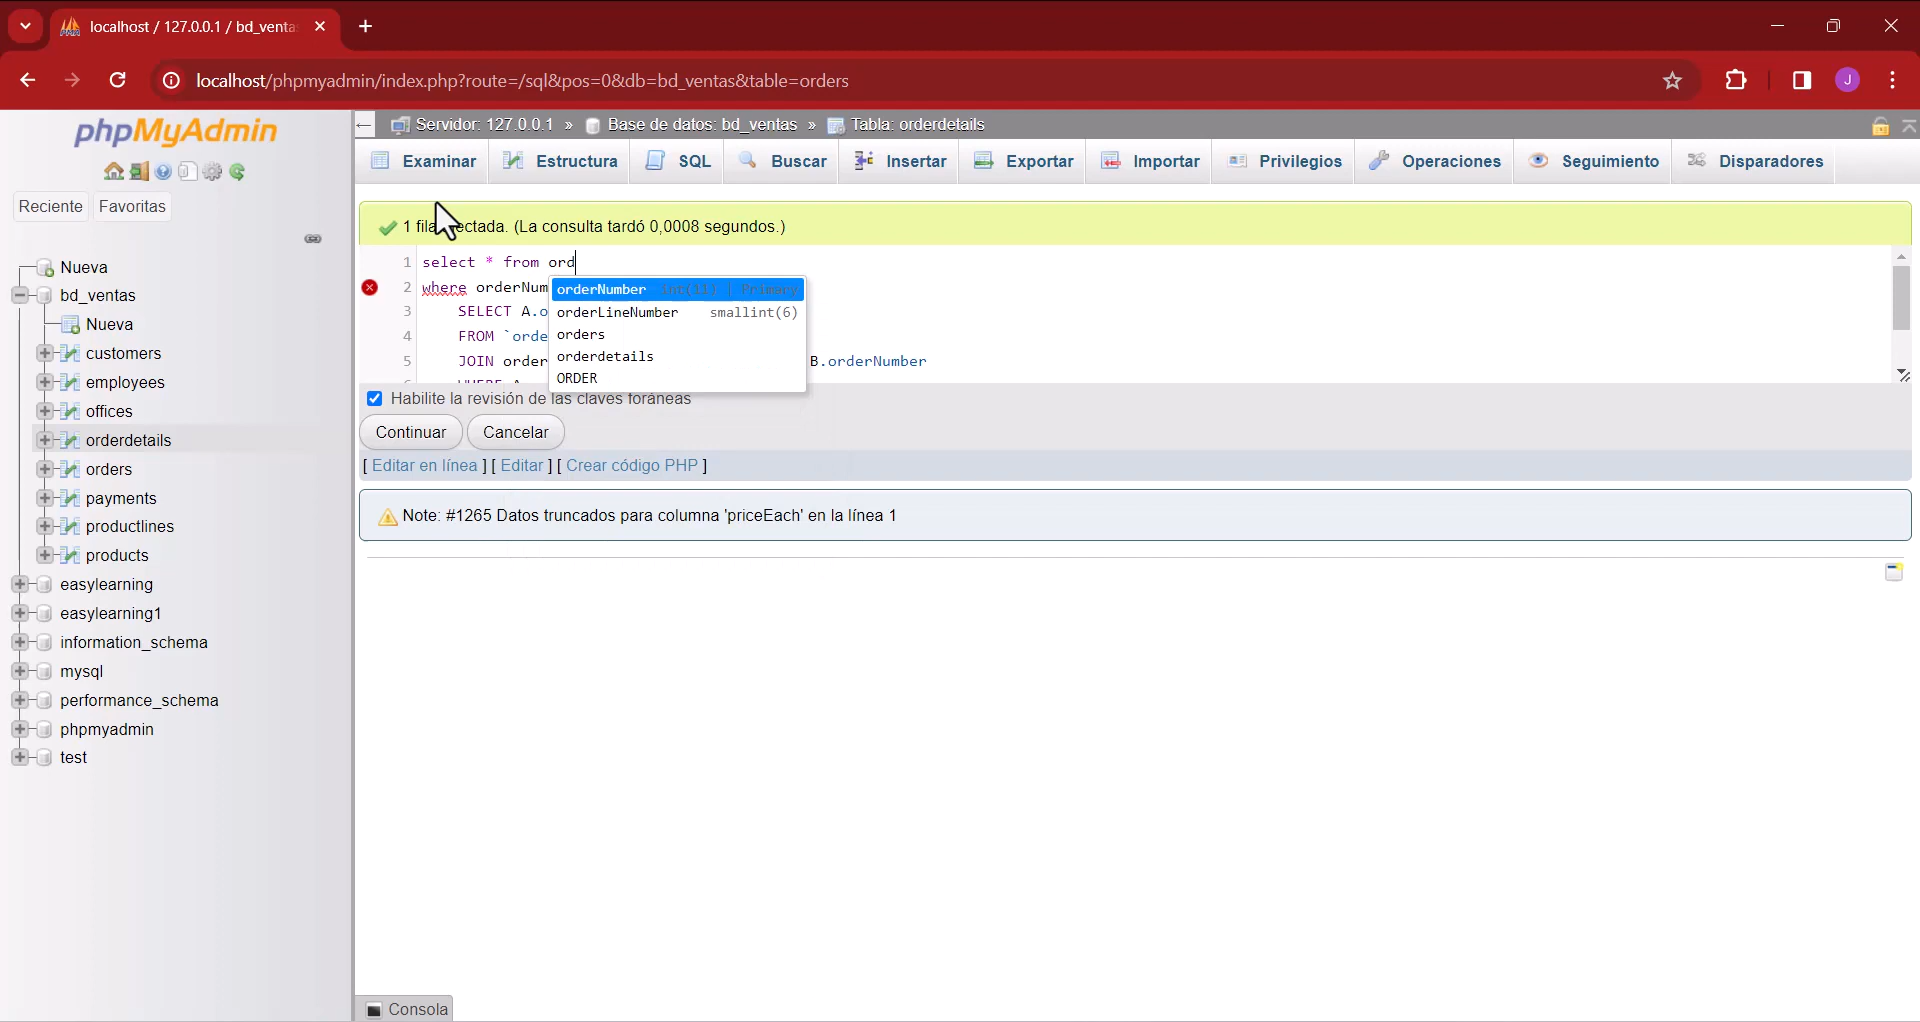 localhost / 127.0.0.1 / bd_venta
localhost/phpmyadmin/index.php?route=/sql&pos=0&db=bd_ventas&table=orders
J
phpMyAdmin
Reciente
Favoritas
Nueva
bd_ventas
Nueva
customers
employees
offices
orderdetails
orders
payments
productlines
products
easylearning
easylearning1
information_schema
mysql
performance_schema
phpmyadmin
test
Servidor: 127.0.0.1 » Base de datos: bd_ventas » Tabla: orderdetails
Examinar Estructura SQL Buscar Insertar Exportar Importar Privilegios Operaciones Seguimiento Disparadores
1 fila ectada. (La consulta tardó 0,0008 segundos.)
1 select * from ord
2 where orderNum
3 SELECT A.o
4 FROM `orde
5 JOIN order B.orderNumber
orderNumber int(11) | Primary
orderLineNumber smallint(6)
orders
orderdetails
ORDER
Habilite la revisión de las claves foráneas
Continuar Cancelar
[ Editar en línea ] [ Editar ] [ Crear código PHP ]
Note: #1265 Datos truncados para columna 'priceEach' en la línea 1
Consola